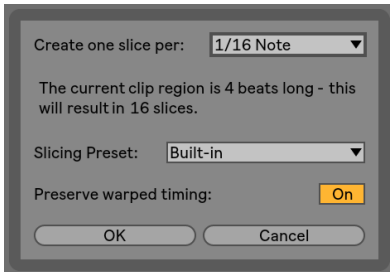 Create one slice per: 1/16 Note
The current clip region is 4 beats long - this
will result in 16 slices.
Slicing Preset: Built-in
Preserve warped timing: On
OK Cancel